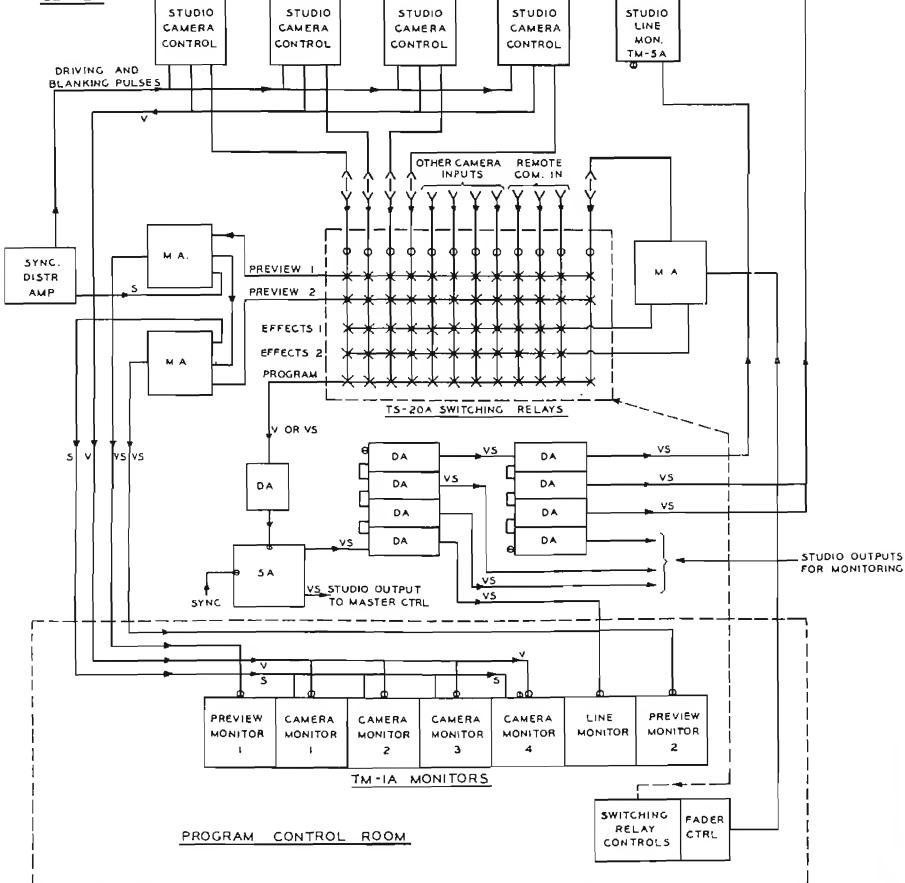 STUDIO
CAMERA
CONTROL
STUDIO
CAMERA
CONTROL
STUDIO
CAMERA
CONTROL
STUDIO
CAMERA
CONTROL
STUDIO
LINE
MON.
TM-5A
DRIVING AND
BLANKING PULSES
V
OTHER CAMERA
INPUTS
REMOTE
COM. IN
SYNC.
DISTR
AMP
S
M A.
M A
M A
PREVIEW 1
PREVIEW 2
EFFECTS 1
EFFECTS 2
PROGRAM
TS-20A SWITCHING RELAYS
S
V
VS
VS
V OR VS
DA
DA
DA
DA
DA
VS
VS
VS
VS
DA
DA
DA
DA
VS
VS
VS
STUDIO OUTPUTS
FOR MONITORING
SA
SYNC
VS
VS
STUDIO OUTPUT
TO MASTER CTRL
V
S
V
S
PREVIEW
MONITOR
1
CAMERA
MONITOR
1
CAMERA
MONITOR
2
CAMERA
MONITOR
3
CAMERA
MONITOR
4
LINE
MONITOR
PREVIEW
MONITOR
2
TM-1A MONITORS
PROGRAM CONTROL ROOM
SWITCHING
RELAY
CONTROLS
FADER
CTRL